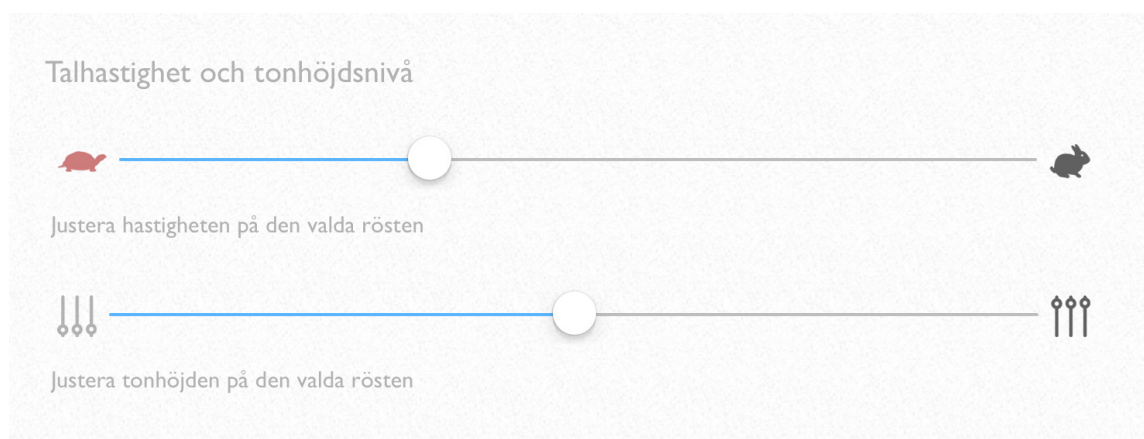 Talhastighet och tonhöjdsnivå
Justera hastigheten på den valda rösten
Justera tonhöjden på den valda rösten